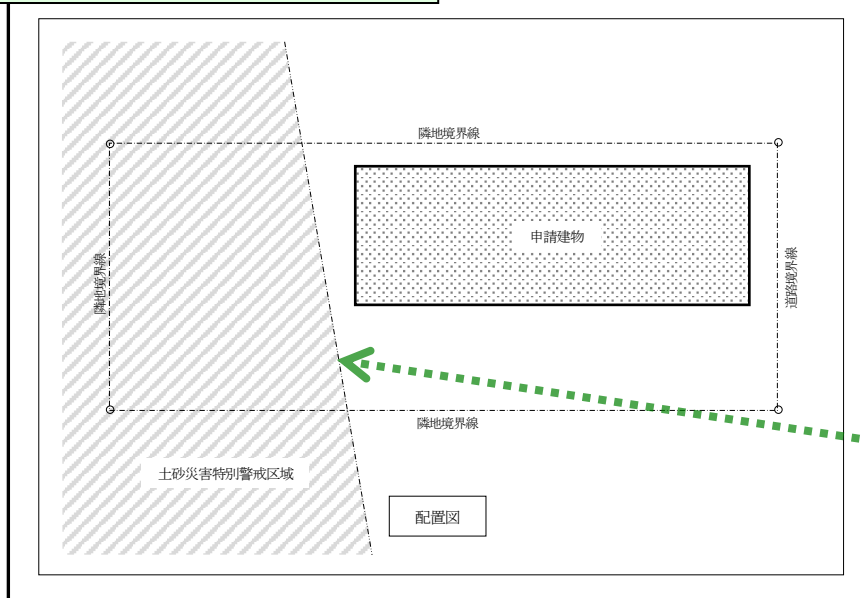 隣地境界線
申請建物
隣地境界線
道路境界線
隣地境界線
土砂災害特別警戒区域
配置図